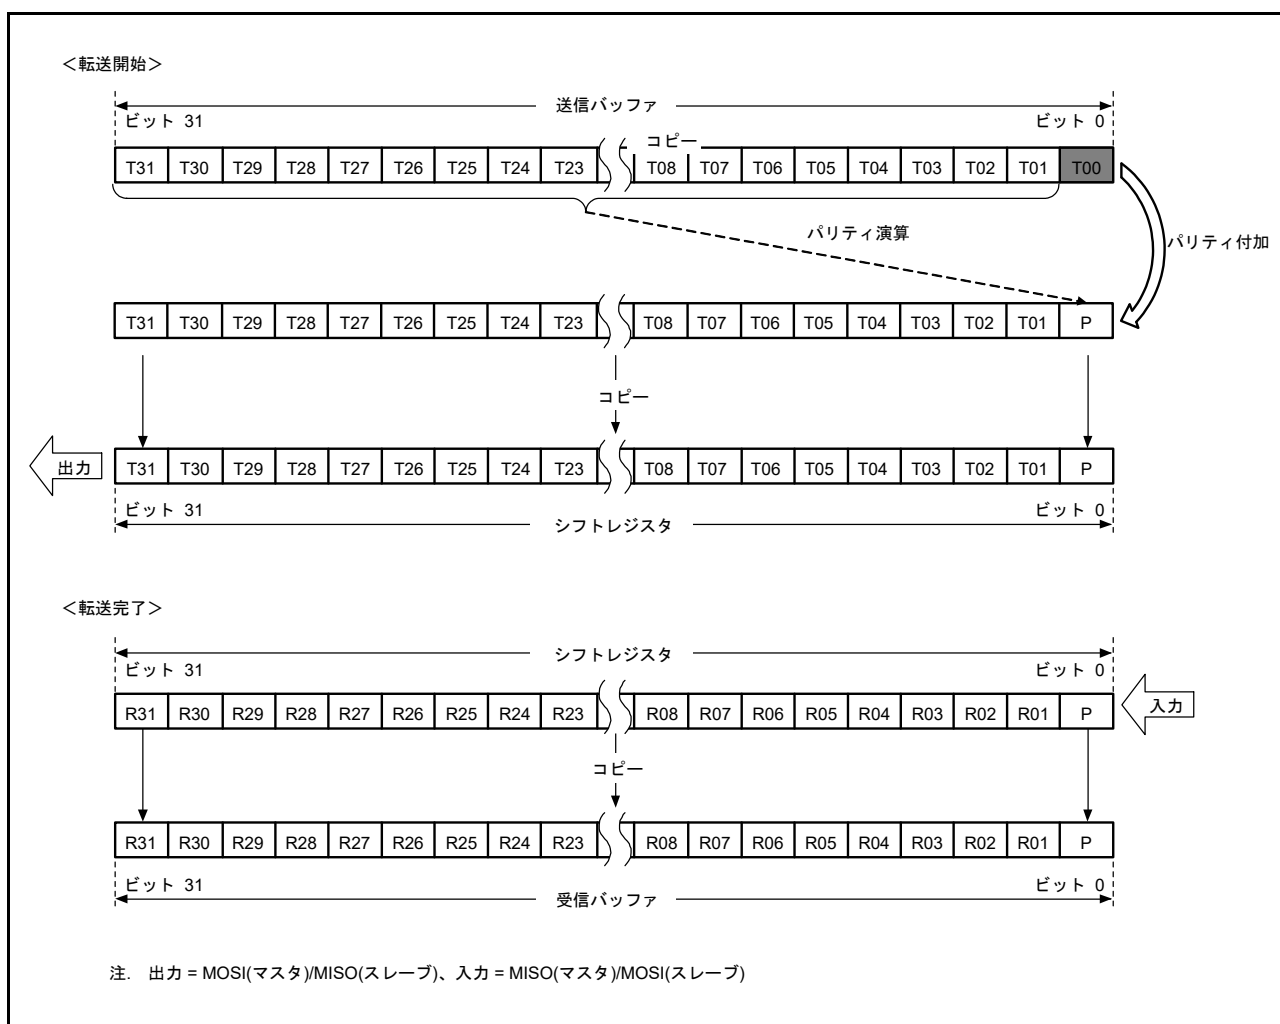 ＜転送開始＞
送信バッファ
ビット 31 ビット 0
コピー
T31 T30 T29 T28 T27 T26 T25 T24 T23 T08 T07 T06 T05 T04 T03 T02 T01 T00
パリティ演算
パリティ付加
T31 T30 T29 T28 T27 T26 T25 T24 T23 T08 T07 T06 T05 T04 T03 T02 T01 P
コピー
出力 T31 T30 T29 T28 T27 T26 T25 T24 T23 T08 T07 T06 T05 T04 T03 T02 T01 P
ビット 31 ビット 0
シフトレジスタ
＜転送完了＞
シフトレジスタ
ビット 31 ビット 0
R31 R30 R29 R28 R27 R26 R25 R24 R23 R08 R07 R06 R05 R04 R03 R02 R01 P 入力
コピー
R31 R30 R29 R28 R27 R26 R25 R24 R23 R08 R07 R06 R05 R04 R03 R02 R01 P
ビット 31 ビット 0
受信バッファ
注. 出力 = MOSI(マスタ)/MISO(スレーブ)、入力 = MISO(マスタ)/MOSI(スレーブ)